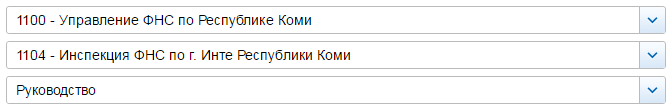 1100 - Управление ФНС по Республике Коми
1104 - Инспекция ФНС по г. Инте Республики Коми
Руководство